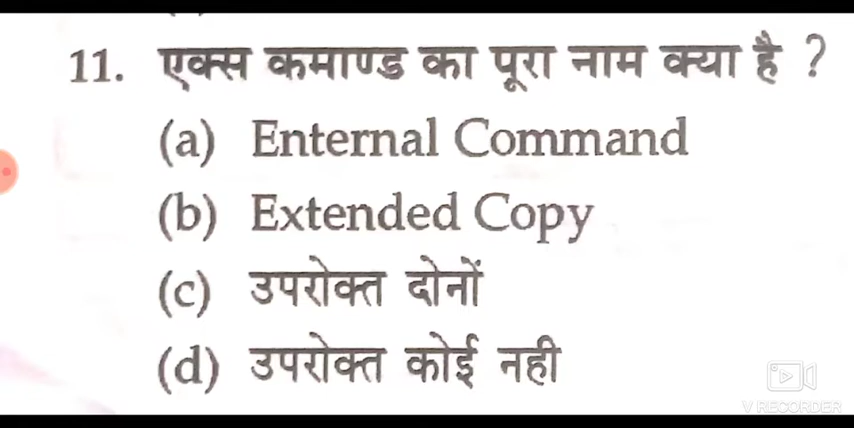 11. एक्स कमाण्ड का पूरा नाम क्या है ?
(a) Enternal Command
(b) Extended Copy
(c) उपरोक्त दोनों
(d) उपरोक्त कोई नही
V RECORDER